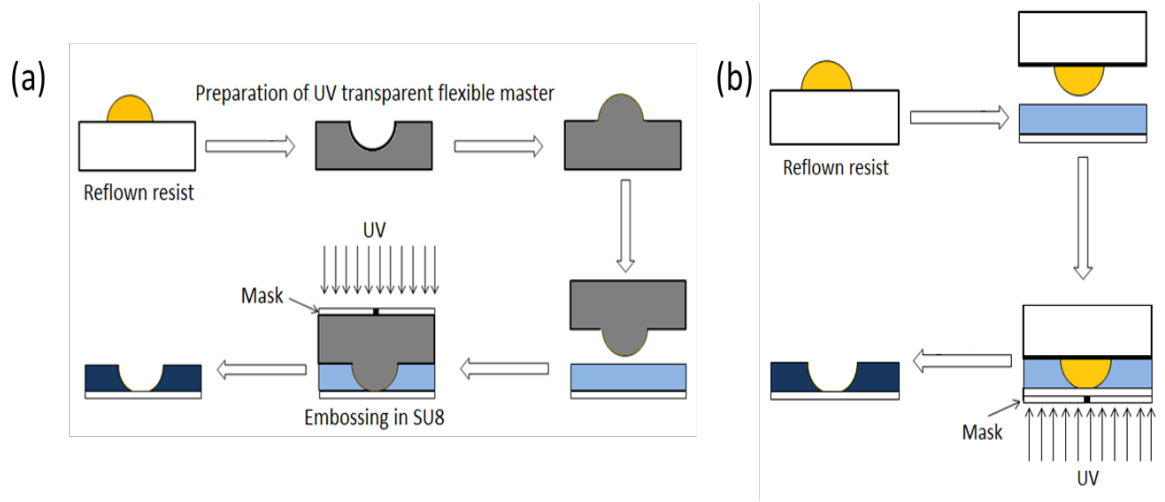 (a)
Preparation of UV transparent flexible master
Reflown resist
UV
Mask
Embossing in SU8
(b)
Reflown resist
Mask
UV